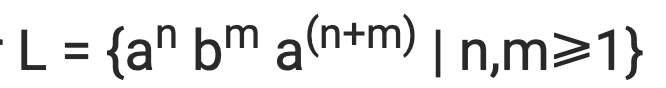 L = {aⁿ bᵐ a⁽ⁿ⁺ᵐ⁾ | n,m⩾1}